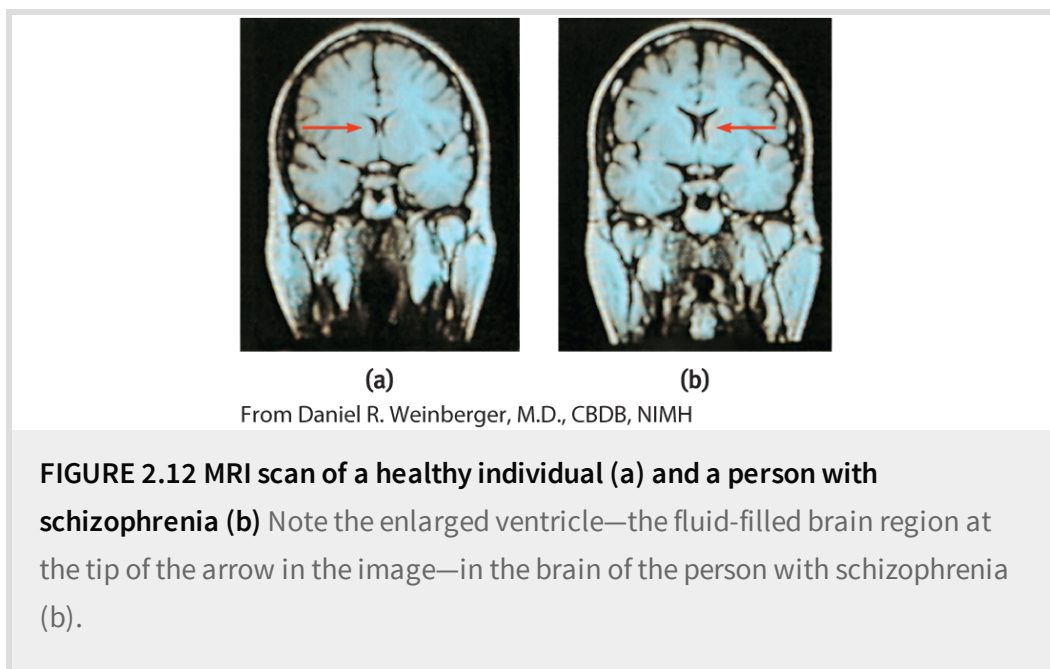 (a)
(b)
From Daniel R. Weinberger, M.D., CBDB, NIMH
FIGURE 2.12 MRI scan of a healthy individual (a) and a person with
schizophrenia (b) Note the enlarged ventricle—the fluid-filled brain region at
the tip of the arrow in the image—in the brain of the person with schizophrenia
(b).